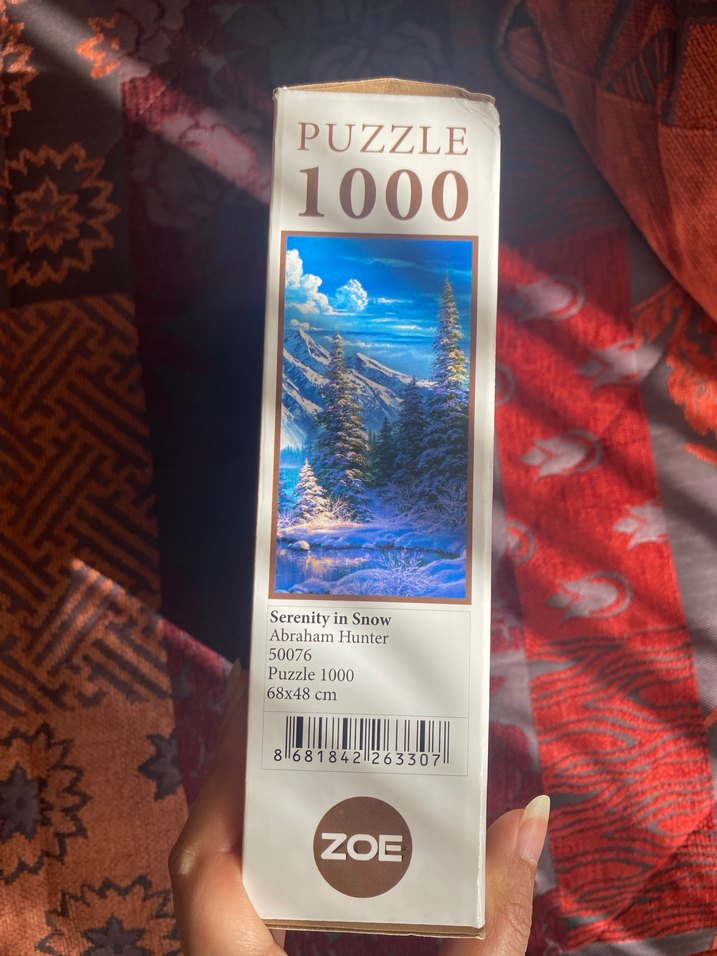 PUZZLE
1000
Serenity in Snow
Abraham Hunter
50076
Puzzle 1000
68x48 cm
8 681842 263307
ZOE